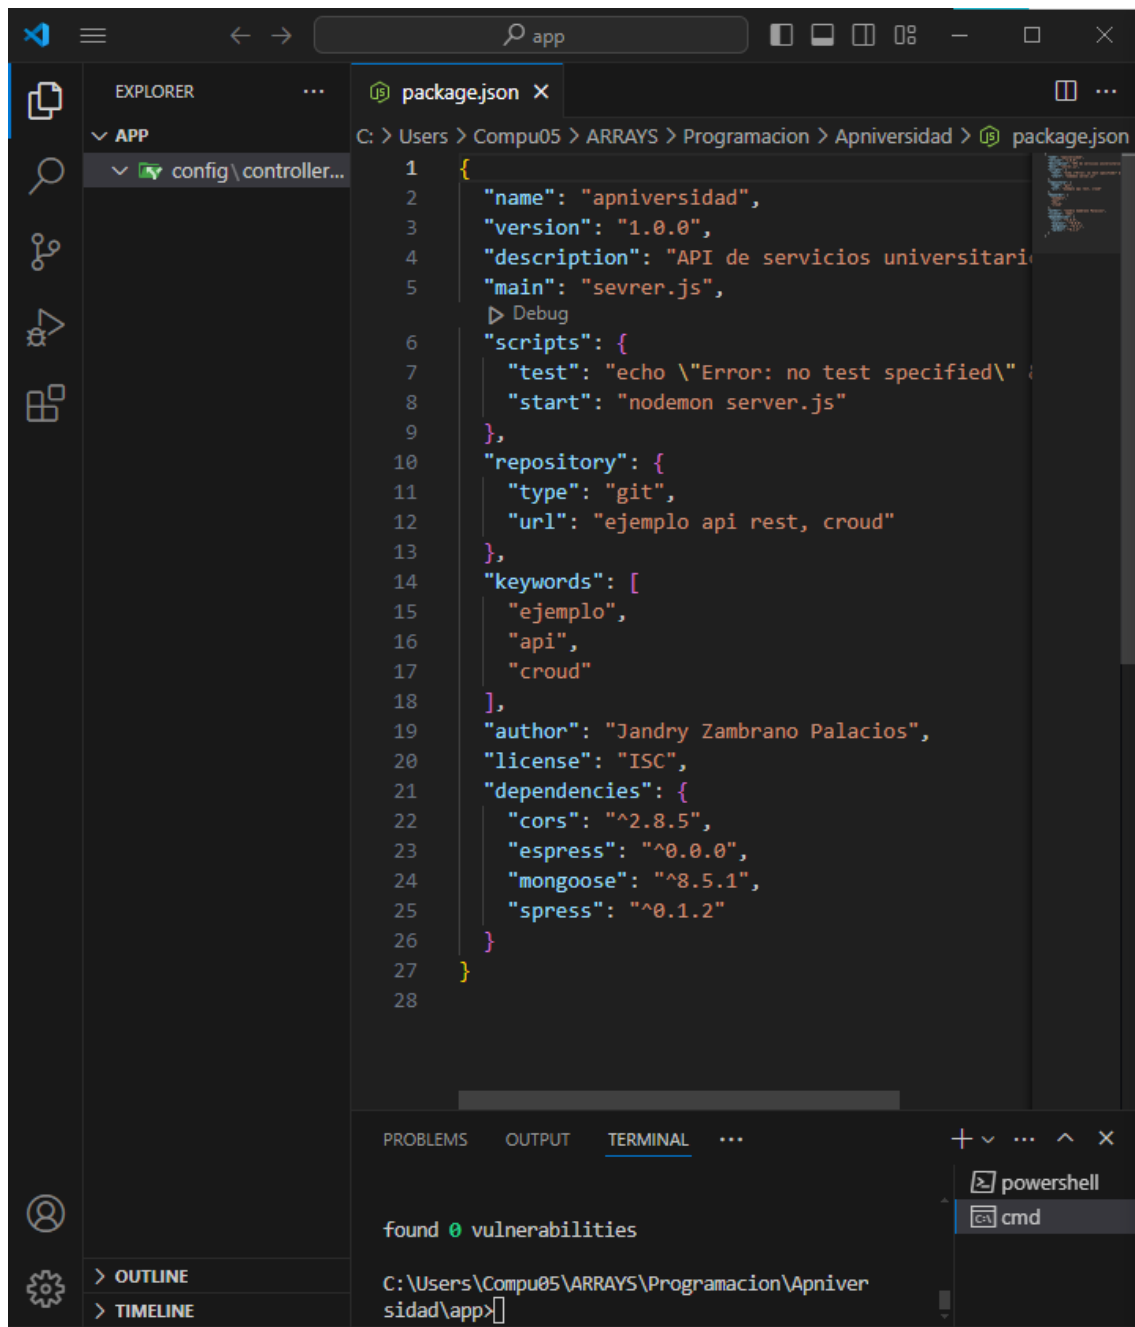 app
EXPLORER
package.json
APP
C: > Users > Compu05 > ARRAYS > Programacion > Apniversidad > package.json
config\controller...
1 {
2 "name": "apniversidad",
3 "version": "1.0.0",
4 "description": "API de servicios universitari
5 "main": "sevrer.js",
Debug
6 "scripts": {
7 "test": "echo \"Error: no test specified\" &
8 "start": "nodemon server.js"
9 },
10 "repository": {
11 "type": "git",
12 "url": "ejemplo api rest, croud"
13 },
14 "keywords": [
15 "ejemplo",
16 "api",
17 "croud"
18 ],
19 "author": "Jandry Zambrano Palacios",
20 "license": "ISC",
21 "dependencies": {
22 "cors": "^2.8.5",
23 "espress": "^0.0.0",
24 "mongoose": "^8.5.1",
25 "spress": "^0.1.2"
26 }
27 }
28
PROBLEMS OUTPUT TERMINAL ...
powershell
cmd
found 0 vulnerabilities
C:\Users\Compu05\ARRAYS\Programacion\Apniver
sidad\app>
OUTLINE
TIMELINE